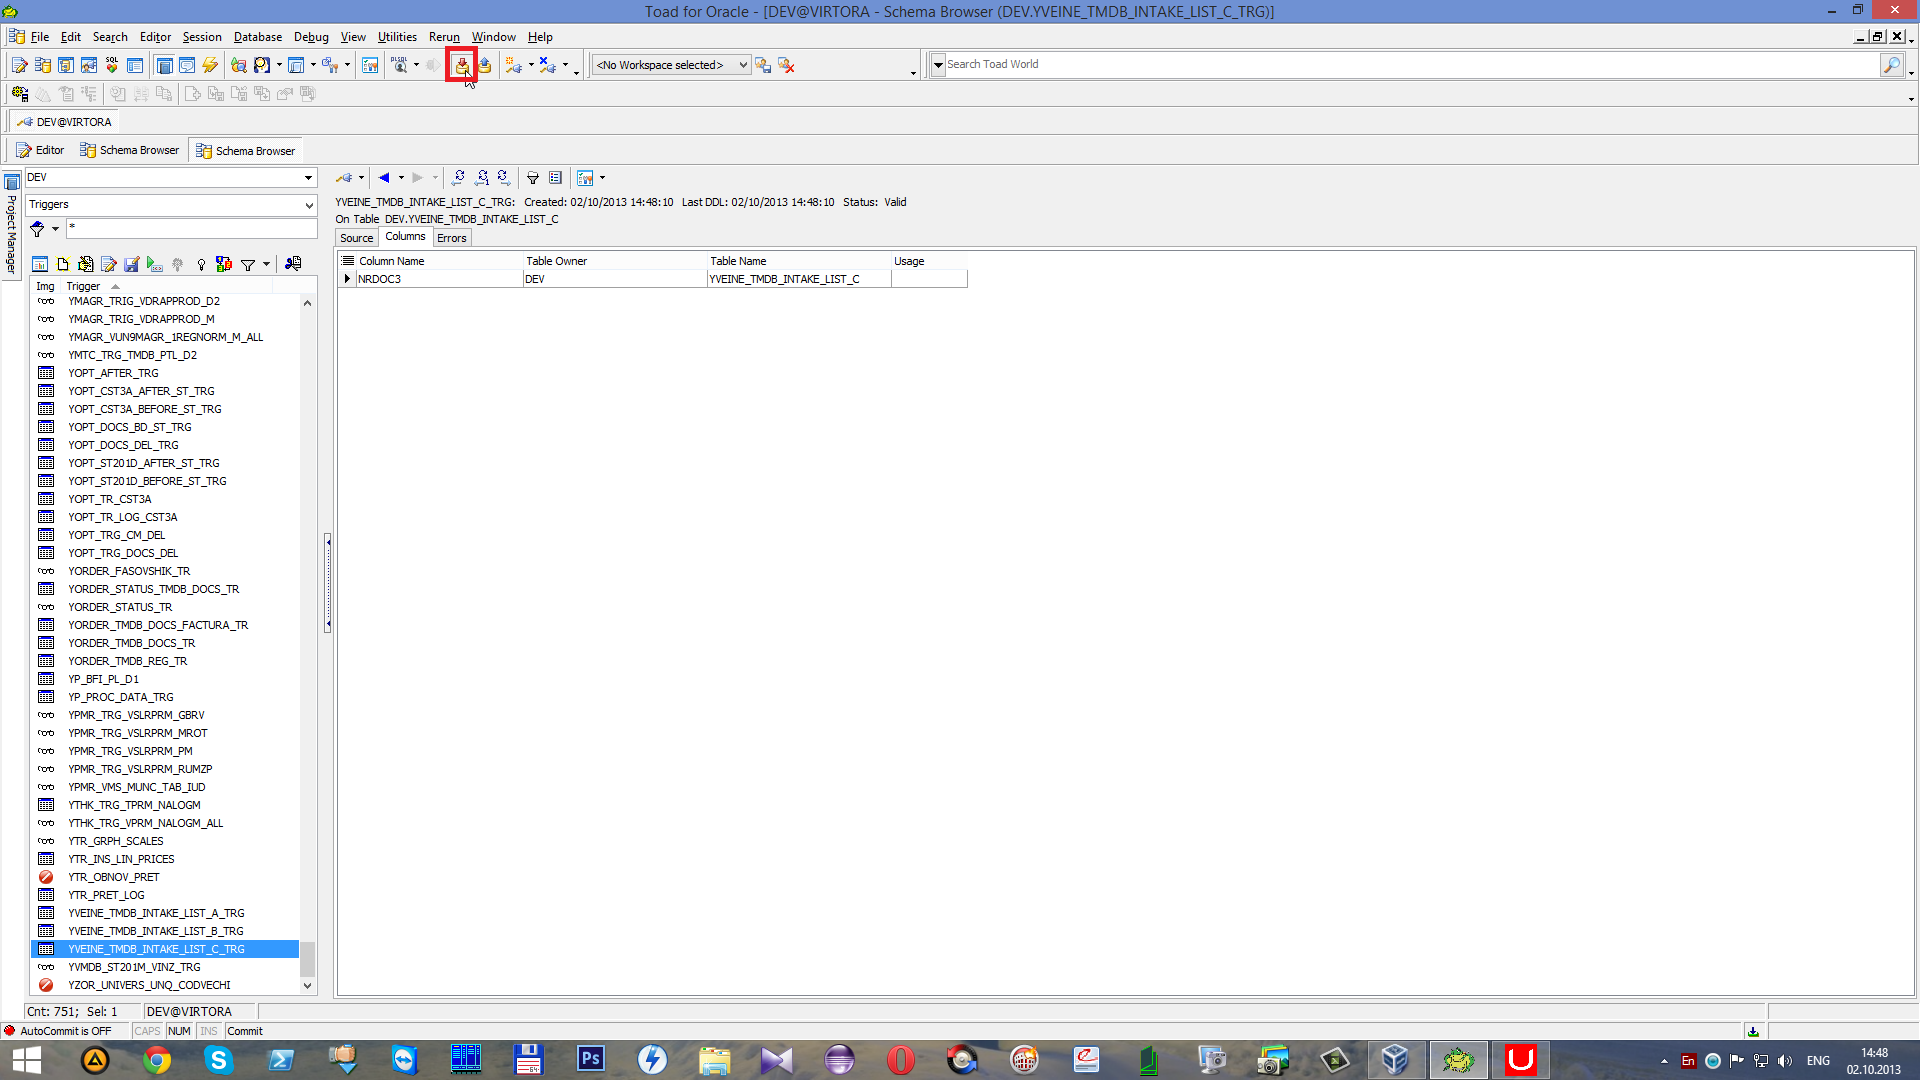 Toad for Oracle - [DEV@VIRTORA - Schema Browser (DEV.YVEINE_TMDB_INTAKE_LIST_C_TRG)]
File Edit Search Editor Session Database Debug View Utilities Rerun Window Help
SQL
<No Workspace selected>
Search Toad World
DEV@VIRTORA
Editor Schema Browser Schema Browser
Project Manager
DEV
Triggers
*
Img Trigger
YMAGR_TRIG_VDRAPPROD_D2
YMAGR_TRIG_VDRAPPROD_M
YMAGR_VUN9MAGR_1REGNORM_M_ALL
YMTC_TRG_TMDB_PTL_D2
YOPT_AFTER_TRG
YOPT_CST3A_AFTER_ST_TRG
YOPT_CST3A_BEFORE_ST_TRG
YOPT_DOCS_BD_ST_TRG
YOPT_DOCS_DEL_TRG
YOPT_ST201D_AFTER_ST_TRG
YOPT_ST201D_BEFORE_ST_TRG
YOPT_TR_CST3A
YOPT_TR_LOG_CST3A
YOPT_TRG_CM_DEL
YOPT_TRG_DOCS_DEL
YORDER_FASOVSHIK_TR
YORDER_STATUS_TMDB_DOCS_TR
YORDER_STATUS_TR
YORDER_TMDB_DOCS_FACTURA_TR
YORDER_TMDB_DOCS_TR
YORDER_TMDB_REG_TR
YP_BFI_PL_D1
YP_PROC_DATA_TRG
YPMR_TRG_VSLRPRM_GBRV
YPMR_TRG_VSLRPRM_MROT
YPMR_TRG_VSLRPRM_PM
YPMR_TRG_VSLRPRM_RUMZP
YPMR_VMS_MUNC_TAB_IUD
YTHK_TRG_TPRM_NALOGM
YTHK_TRG_VPRM_NALOGM_ALL
YTR_GRPH_SCALES
YTR_INS_LIN_PRICES
YTR_OBNOV_PRET
YTR_PRET_LOG
YVEINE_TMDB_INTAKE_LIST_A_TRG
YVEINE_TMDB_INTAKE_LIST_B_TRG
YVEINE_TMDB_INTAKE_LIST_C_TRG
YVMDB_ST201M_VINZ_TRG
YZOR_UNIVERS_UNQ_CODVECHI
YVEINE_TMDB_INTAKE_LIST_C_TRG: Created: 02/10/2013 14:48:10 Last DDL: 02/10/2013 14:48:10 Status: Valid
On Table DEV.YVEINE_TMDB_INTAKE_LIST_C
Source Columns Errors
Column Name Table Owner Table Name Usage
NRDOC3 DEV YVEINE_TMDB_INTAKE_LIST_C
Cnt: 751; Sel: 1 DEV@VIRTORA
AutoCommit is OFF CAPS NUM INS Commit
Ps
64
En ENG 14:48
02.10.2013